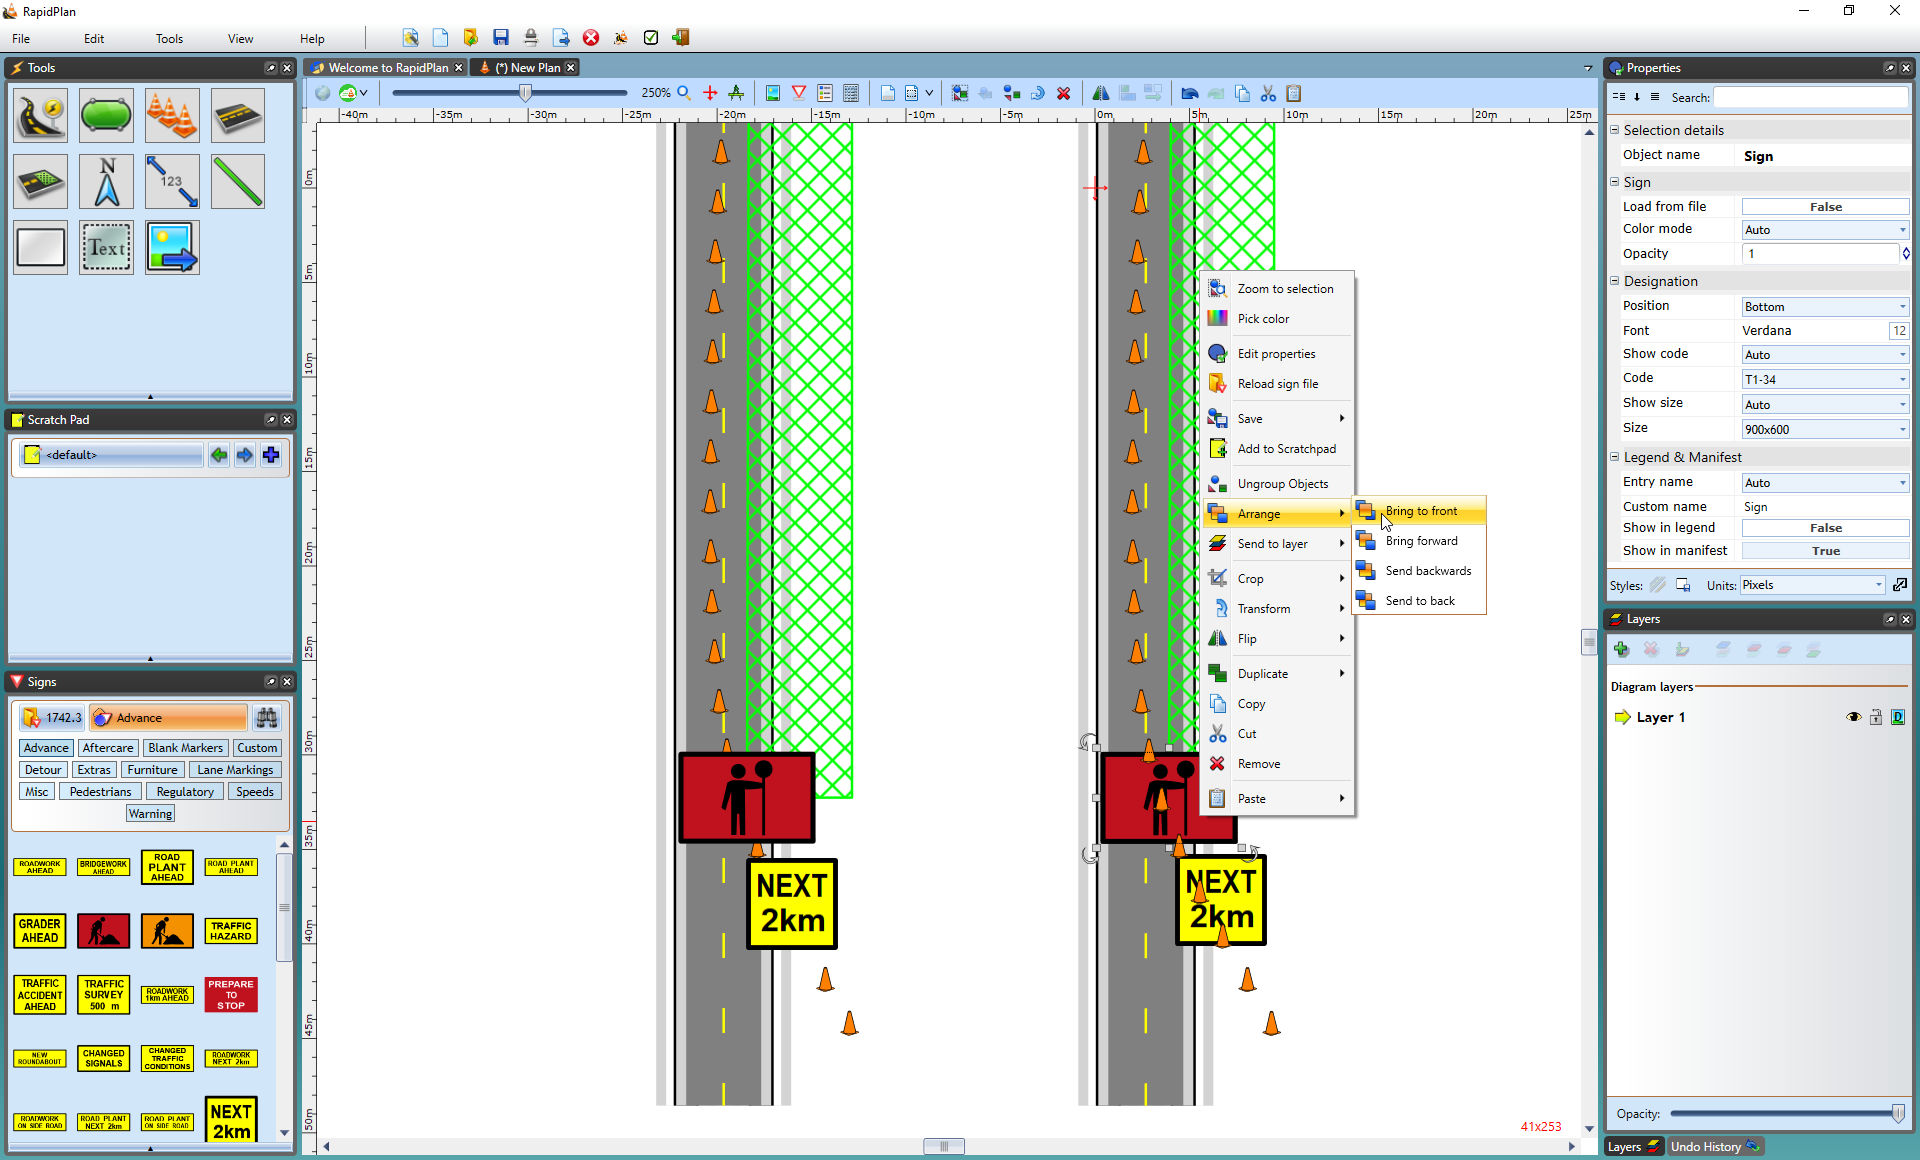 RapidPlan
File Edit Tools View Help
Tools
Welcome to RapidPlan (*) New Plan
250%
-40m -35m -30m -25m -20m -15m -10m -5m 0m 5m 10m 15m 20m 25m
0m
5m
10m
15m
20m
25m
30m
35m
40m
45m
50m
N
123
Text
Scratch Pad
<default>
Signs
1742.3 Advance
Advance Aftercare Blank Markers Custom
Detour Extras Furniture Lane Markings
Misc Pedestrians Regulatory Speeds
Warning
ROADWORK AHEAD
BRIDGEWORK AHEAD
ROAD PLANT AHEAD
ROAD PLANT AHEAD
GRADER AHEAD
TRAFFIC HAZARD
TRAFFIC ACCIDENT AHEAD
TRAFFIC SURVEY 500 m
ROADWORK 1km AHEAD
PREPARE TO STOP
NEW ROUNDABOUT
CHANGED SIGNALS
CHANGED TRAFFIC CONDITIONS
ROADWORK NEXT 2km
ROADWORK ON SIDE ROAD
ROAD PLANT NEXT 2km
ROAD PLANT ON SIDE ROAD
NEXT 2km
NEXT
2km
NEXT
2km
Zoom to selection
Pick color
Edit properties
Reload sign file
Save
Add to Scratchpad
Ungroup Objects
Arrange
Send to layer
Crop
Transform
Flip
Duplicate
Copy
Cut
Remove
Paste
Bring to front
Bring forward
Send backwards
Send to back
41x253
Properties
Search:
Selection details
Object name Sign
Sign
Load from file False
Color mode Auto
Opacity 1
Designation
Position Bottom
Font Verdana 12
Show code Auto
Code T1-34
Show size Auto
Size 900x600
Legend & Manifest
Entry name Auto
Custom name Sign
Show in legend False
Show in manifest True
Styles: Units: Pixels
Layers
Diagram layers
Layer 1
Opacity:
Layers Undo History